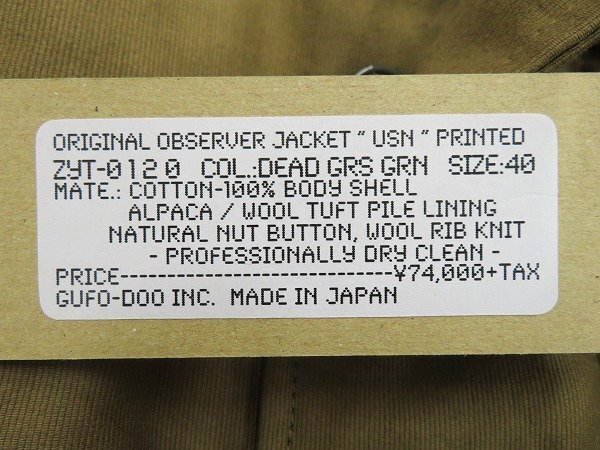 ORIGINAL OBSERVER JACKET “ USN “ PRINTED
ZYT-0120 COL:DEAD GRS GRN SIZE:40
MATE.: COTTON-100% BODY SHELL
ALPACA / WOOL TUFT PILE LINING
NATURAL NUT BUTTON, WOOL RIB KNIT
- PROFESSIONALLY DRY CLEAN -
PRICE-----------------------------¥74,000+TAX
GUFO-DOO INC. MADE IN JAPAN